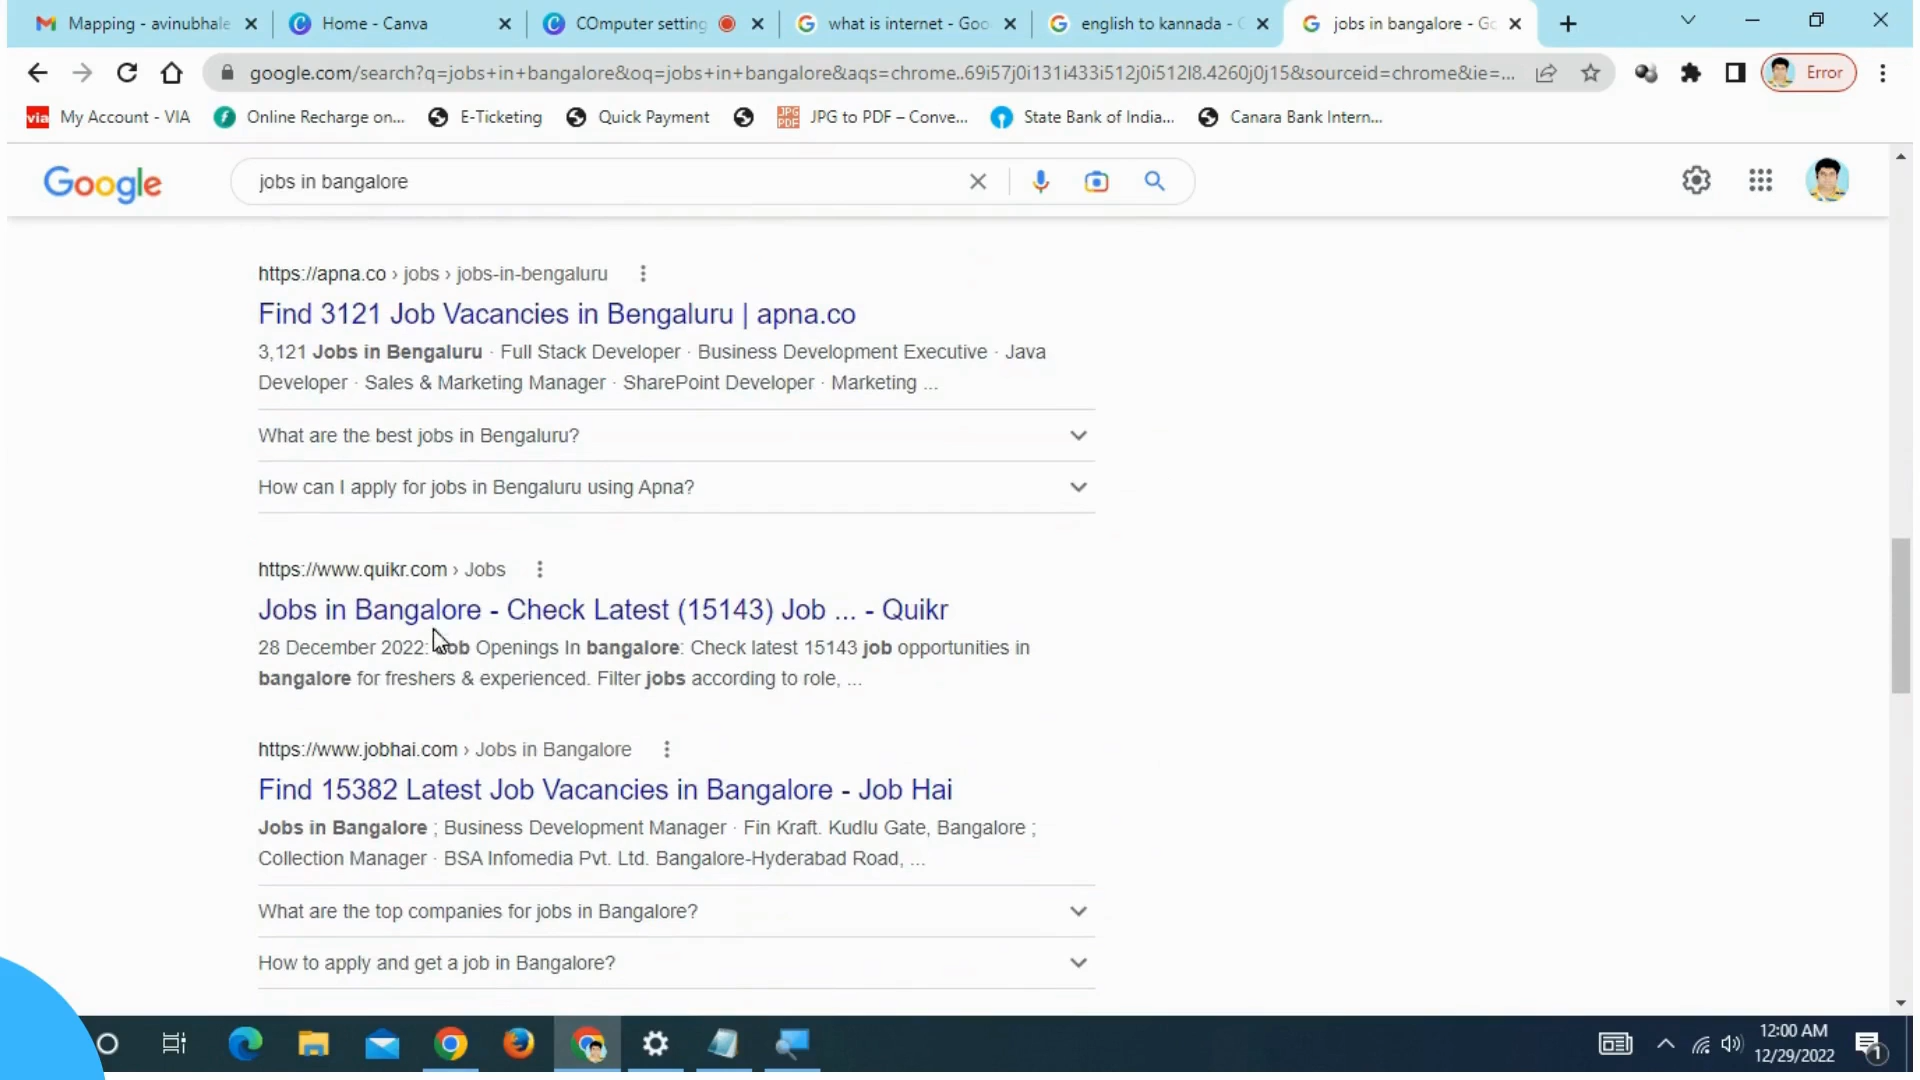 Mapping - avinubhale
Home - Canva
COmputer setting
what is internet - Goo
english to kannada - G
jobs in bangalore - Go
google.com/search?q=jobs+in+bangalore&oq=jobs+in+bangalore&aqs=chrome..69i57j0i131i433i512j0i512l8.4260j0j15&sourceid=chrome&ie=...
Error
via My Account - VIA
Online Recharge on...
E-Ticketing
Quick Payment
JPG PDF JPG to PDF – Conve...
State Bank of India...
Canara Bank Intern...
Google
jobs in bangalore
https://apna.co › jobs › jobs-in-bengaluru
Find 3121 Job Vacancies in Bengaluru | apna.co
3,121 Jobs in Bengaluru · Full Stack Developer · Business Development Executive · Java
Developer · Sales & Marketing Manager · SharePoint Developer · Marketing ...
What are the best jobs in Bengaluru?
How can I apply for jobs in Bengaluru using Apna?
https://www.quikr.com › Jobs
Jobs in Bangalore - Check Latest (15143) Job ... - Quikr
28 December 2022: Job Openings In bangalore: Check latest 15143 job opportunities in
bangalore for freshers & experienced. Filter jobs according to role, ...
https://www.jobhai.com › Jobs in Bangalore
Find 15382 Latest Job Vacancies in Bangalore - Job Hai
Jobs in Bangalore ; Business Development Manager · Fin Kraft. Kudlu Gate, Bangalore ;
Collection Manager · BSA Infomedia Pvt. Ltd. Bangalore-Hyderabad Road, ...
What are the top companies for jobs in Bangalore?
How to apply and get a job in Bangalore?
12:00 AM
12/29/2022
1